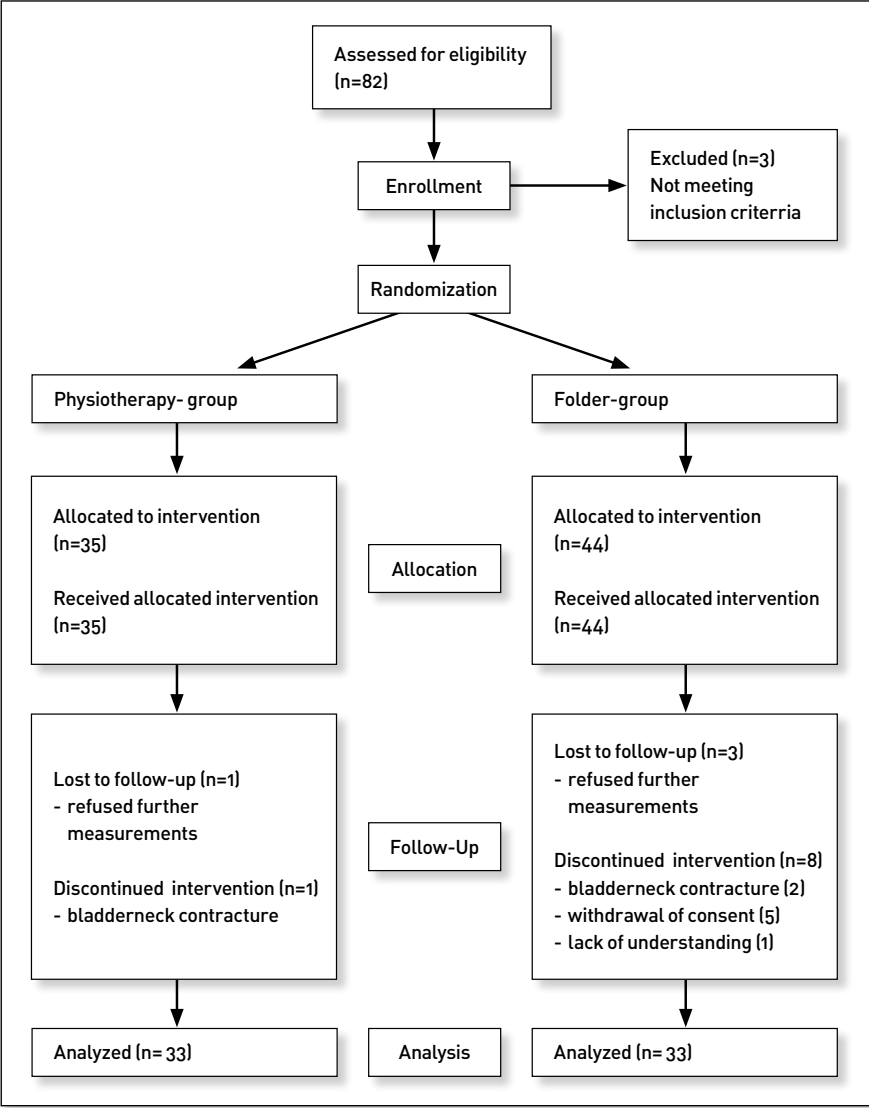 Assessed for eligibility
(n=82)
Excluded (n=3)
Not meeting
inclusion criterria
Enrollment
Randomization
Physiotherapy- group
Folder-group
Allocated to intervention
(n=35)
Received allocated intervention
(n=35)
Allocation
Allocated to intervention
(n=44)
Received allocated intervention
(n=44)
Lost to follow-up (n=1)
- refused further
measurements
Discontinued intervention (n=1)
- bladderneck contracture
Follow-Up
Lost to follow-up (n=3)
- refused further
measurements
Discontinued intervention (n=8)
- bladderneck contracture (2)
- withdrawal of consent (5)
- lack of understanding (1)
Analyzed (n= 33)
Analysis
Analyzed (n= 33)